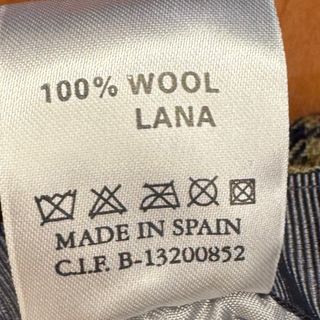 100% WOOL
LANA
MADE IN SPAIN
C.I.F. B-13200852